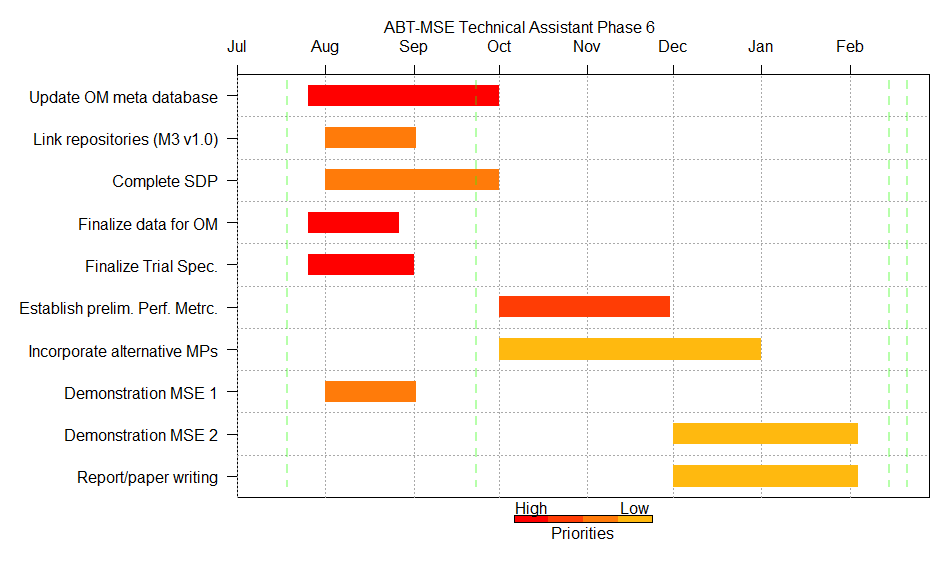 ABT-MSE Technical Assistant Phase 6
Jul Aug Sep Oct Nov Dec Jan Feb
Update OM meta database
Link repositories (M3 v1.0)
Complete SDP
Finalize data for OM
Finalize Trial Spec.
Establish prelim. Perf. Metrc.
Incorporate alternative MPs
Demonstration MSE 1
Demonstration MSE 2
Report/paper writing
High Low
Priorities